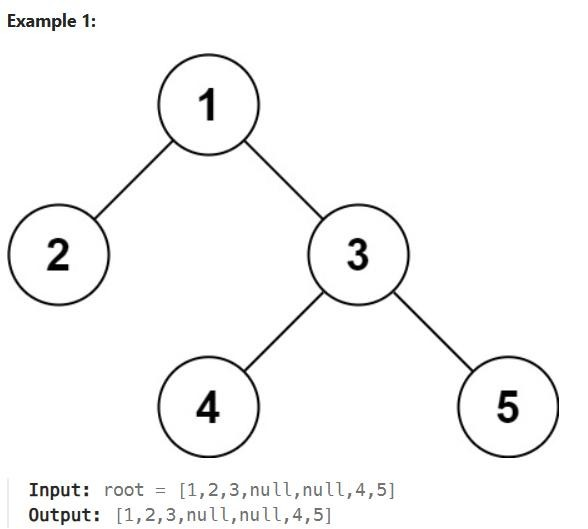 Example 1:
1
2 3
4 5
Input: root = [1,2,3,null,null,4,5]
Output: [1,2,3,null,null,4,5]